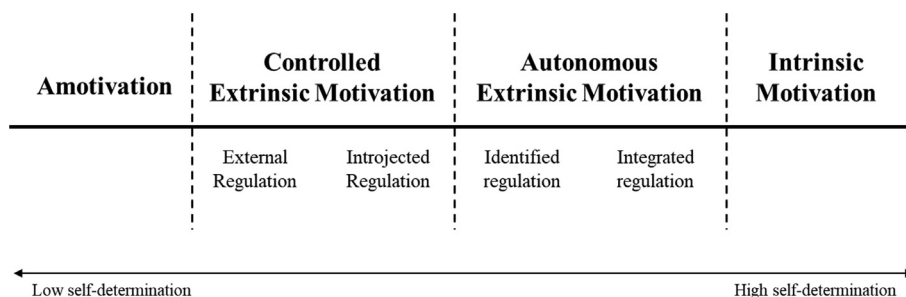 Amotivation
Controlled
Extrinsic Motivation
Autonomous
Extrinsic Motivation
Intrinsic
Motivation
External
Regulation
Introjected
Regulation
Identified
regulation
Integrated
regulation
Low self-determination
High self-determination